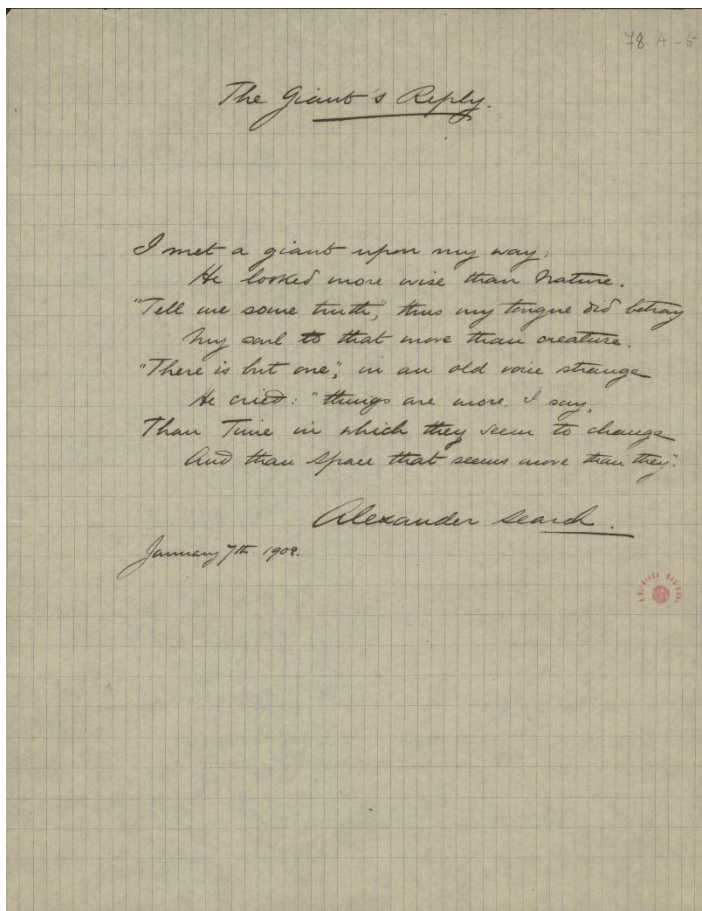 78 A-5
The Giant's Reply.
I met a giant upon my way;
He looked more wise than Nature.
"Tell me some truth", thus my tongue did betray
My soul to that more than creature.
"There is but one", in an old voice strange
He cried: "things are more, I say,
Than Time in which they seem to change
And than Space that seems more than they."
Alexander Search.
January 7th 1908.